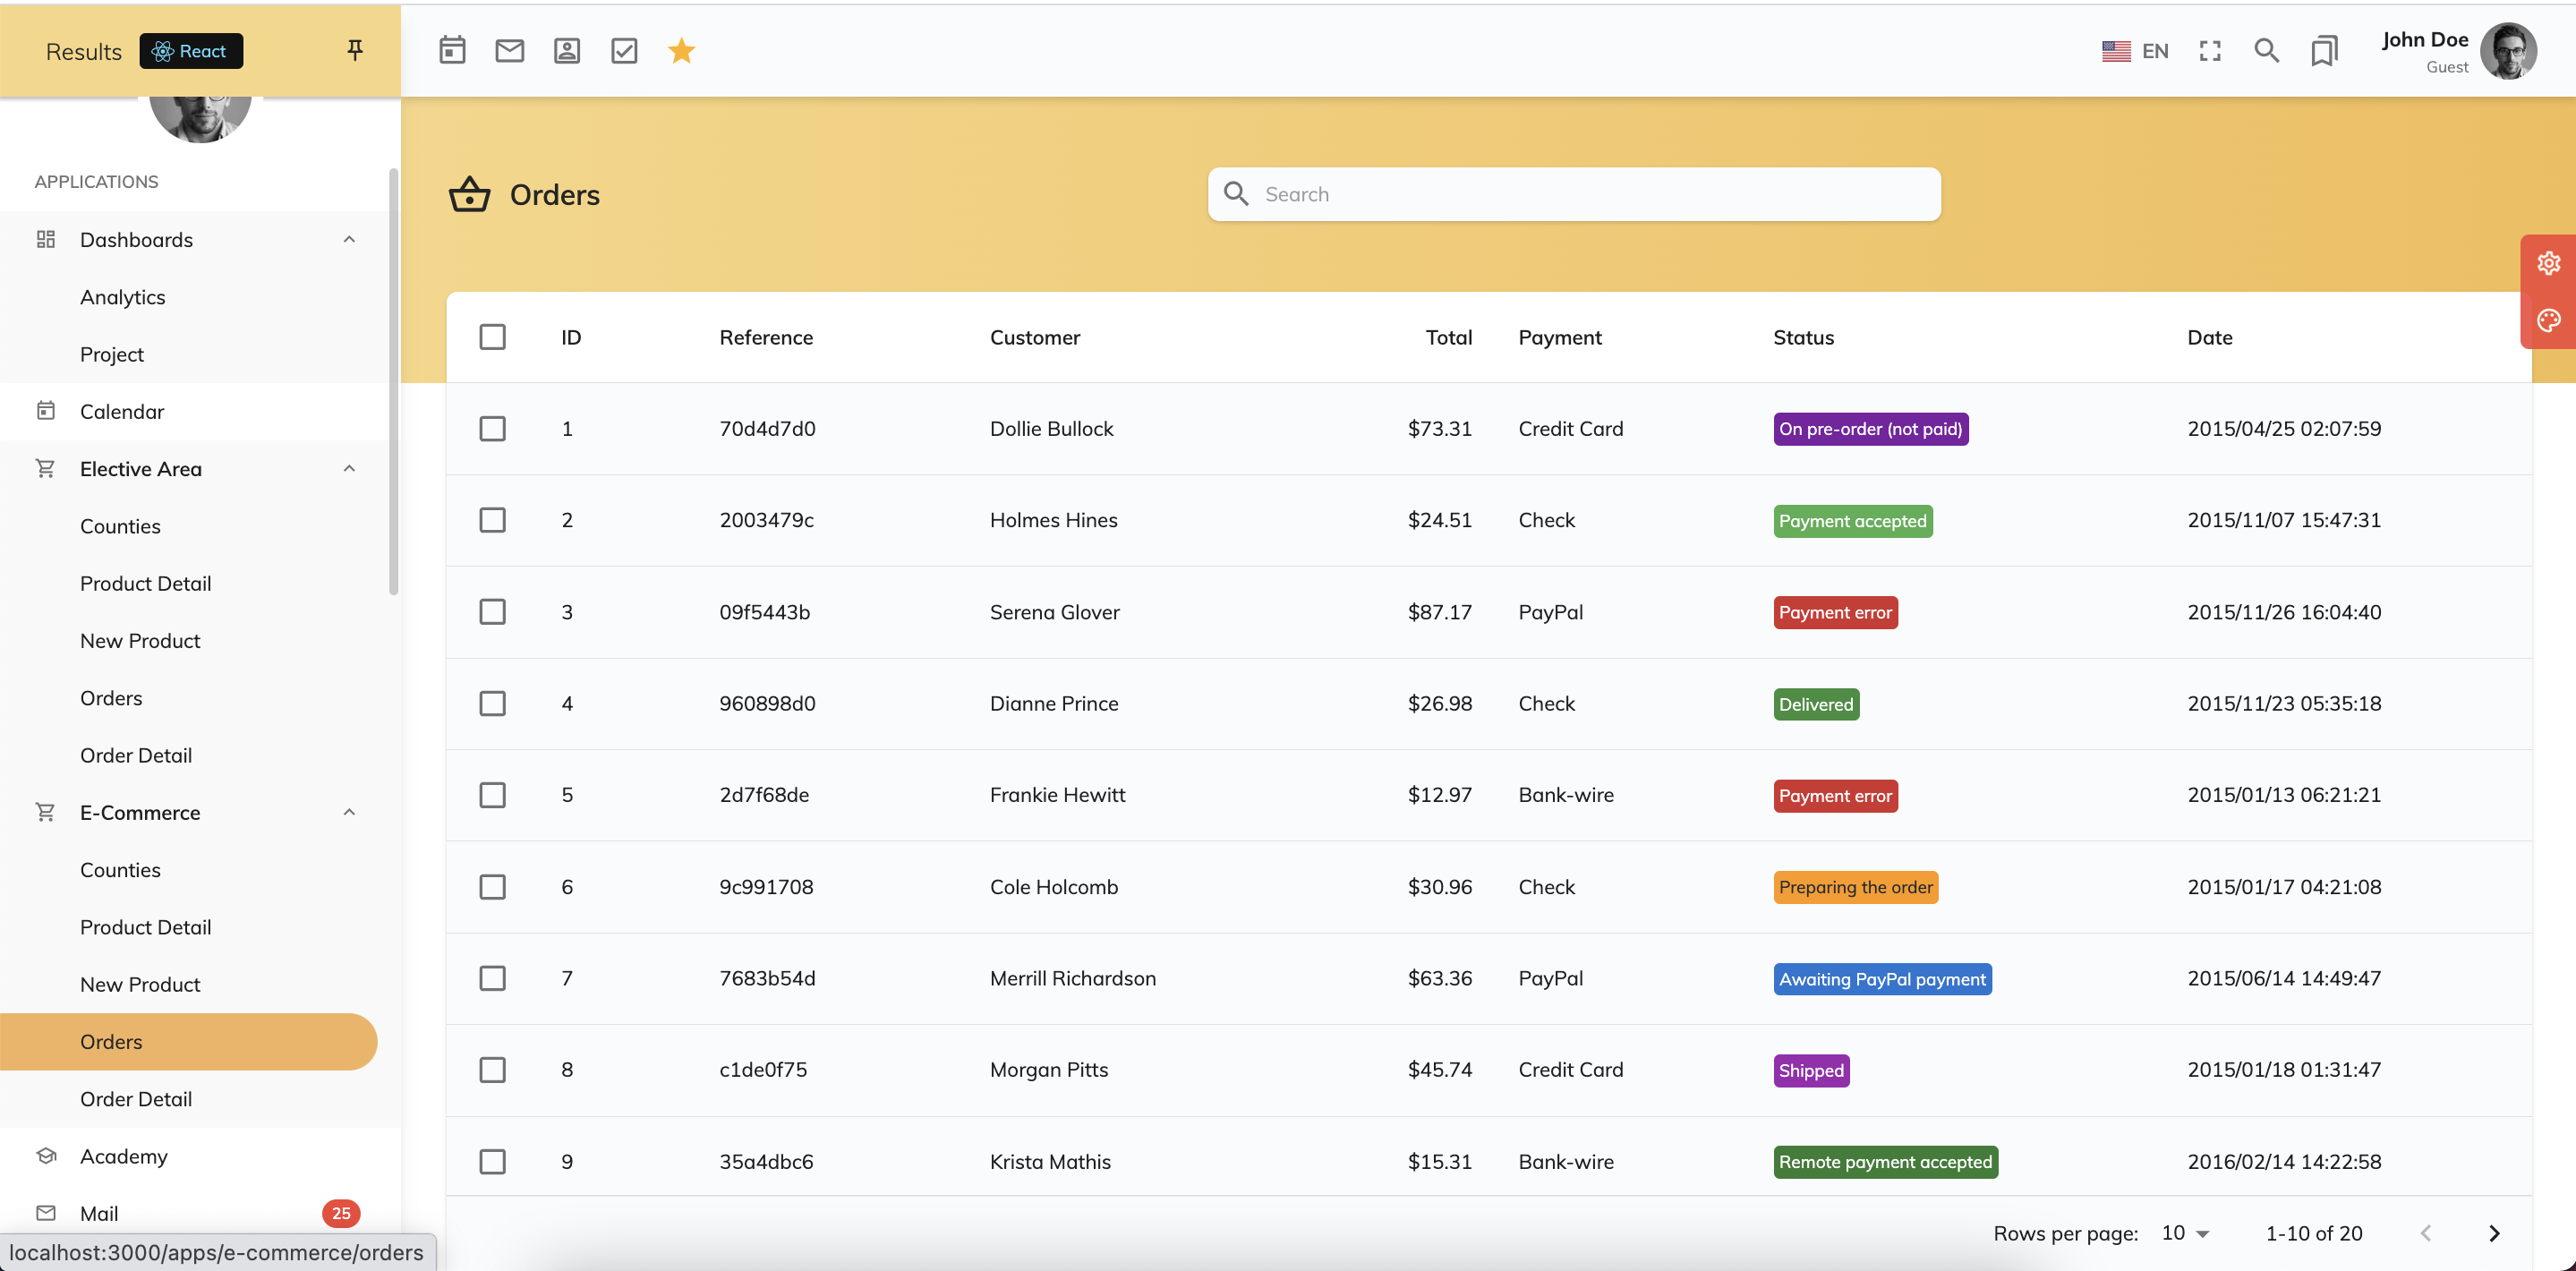 Results React
EN
John Doe
Guest
APPLICATIONS
Dashboards
Analytics
Project
Calendar
Elective Area
Counties
Product Detail
New Product
Orders
Order Detail
E-Commerce
Counties
Product Detail
New Product
Orders
Order Detail
Academy
Mail 25
localhost:3000/apps/e-commerce/orders
Orders
Search
ID Reference Customer Total Payment Status Date
1 70d4d7d0 Dollie Bullock $73.31 Credit Card On pre-order (not paid) 2015/04/25 02:07:59
2 2003479c Holmes Hines $24.51 Check Payment accepted 2015/11/07 15:47:31
3 09f5443b Serena Glover $87.17 PayPal Payment error 2015/11/26 16:04:40
4 960898d0 Dianne Prince $26.98 Check Delivered 2015/11/23 05:35:18
5 2d7f68de Frankie Hewitt $12.97 Bank-wire Payment error 2015/01/13 06:21:21
6 9c991708 Cole Holcomb $30.96 Check Preparing the order 2015/01/17 04:21:08
7 7683b54d Merrill Richardson $63.36 PayPal Awaiting PayPal payment 2015/06/14 14:49:47
8 c1de0f75 Morgan Pitts $45.74 Credit Card Shipped 2015/01/18 01:31:47
9 35a4dbc6 Krista Mathis $15.31 Bank-wire Remote payment accepted 2016/02/14 14:22:58
Rows per page: 10 1-10 of 20